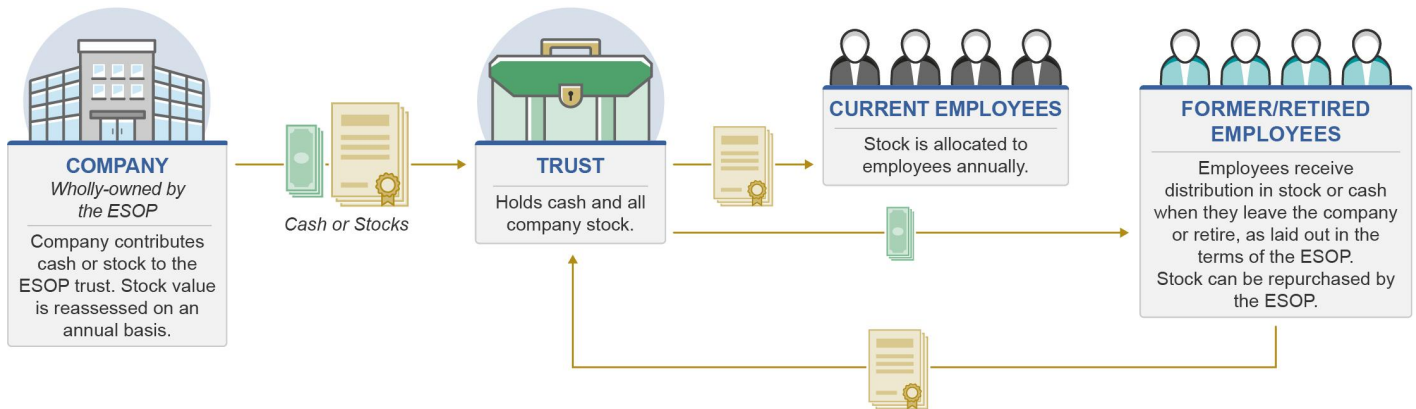 COMPANY
Wholly-owned by
the ESOP
Company contributes
cash or stock to the
ESOP trust. Stock value
is reassessed on an
annual basis.
Cash or Stocks
TRUST
Holds cash and all
company stock.
CURRENT EMPLOYEES
Stock is allocated to
employees annually.
FORMER/RETIRED
EMPLOYEES
Employees receive
distribution in stock or cash
when they leave the company
or retire, as laid out in the
terms of the ESOP.
Stock can be repurchased by
the ESOP.